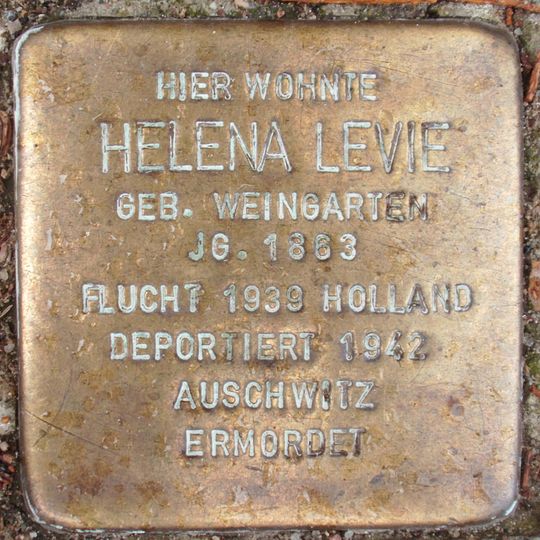 HIER WOHNTE
HELENA LEVIE
GEB. WEINGARTEN
JG. 1863
FLUCHT 1939 HOLLAND
DEPORTIERT 1942
AUSCHWITZ
ERMORDET